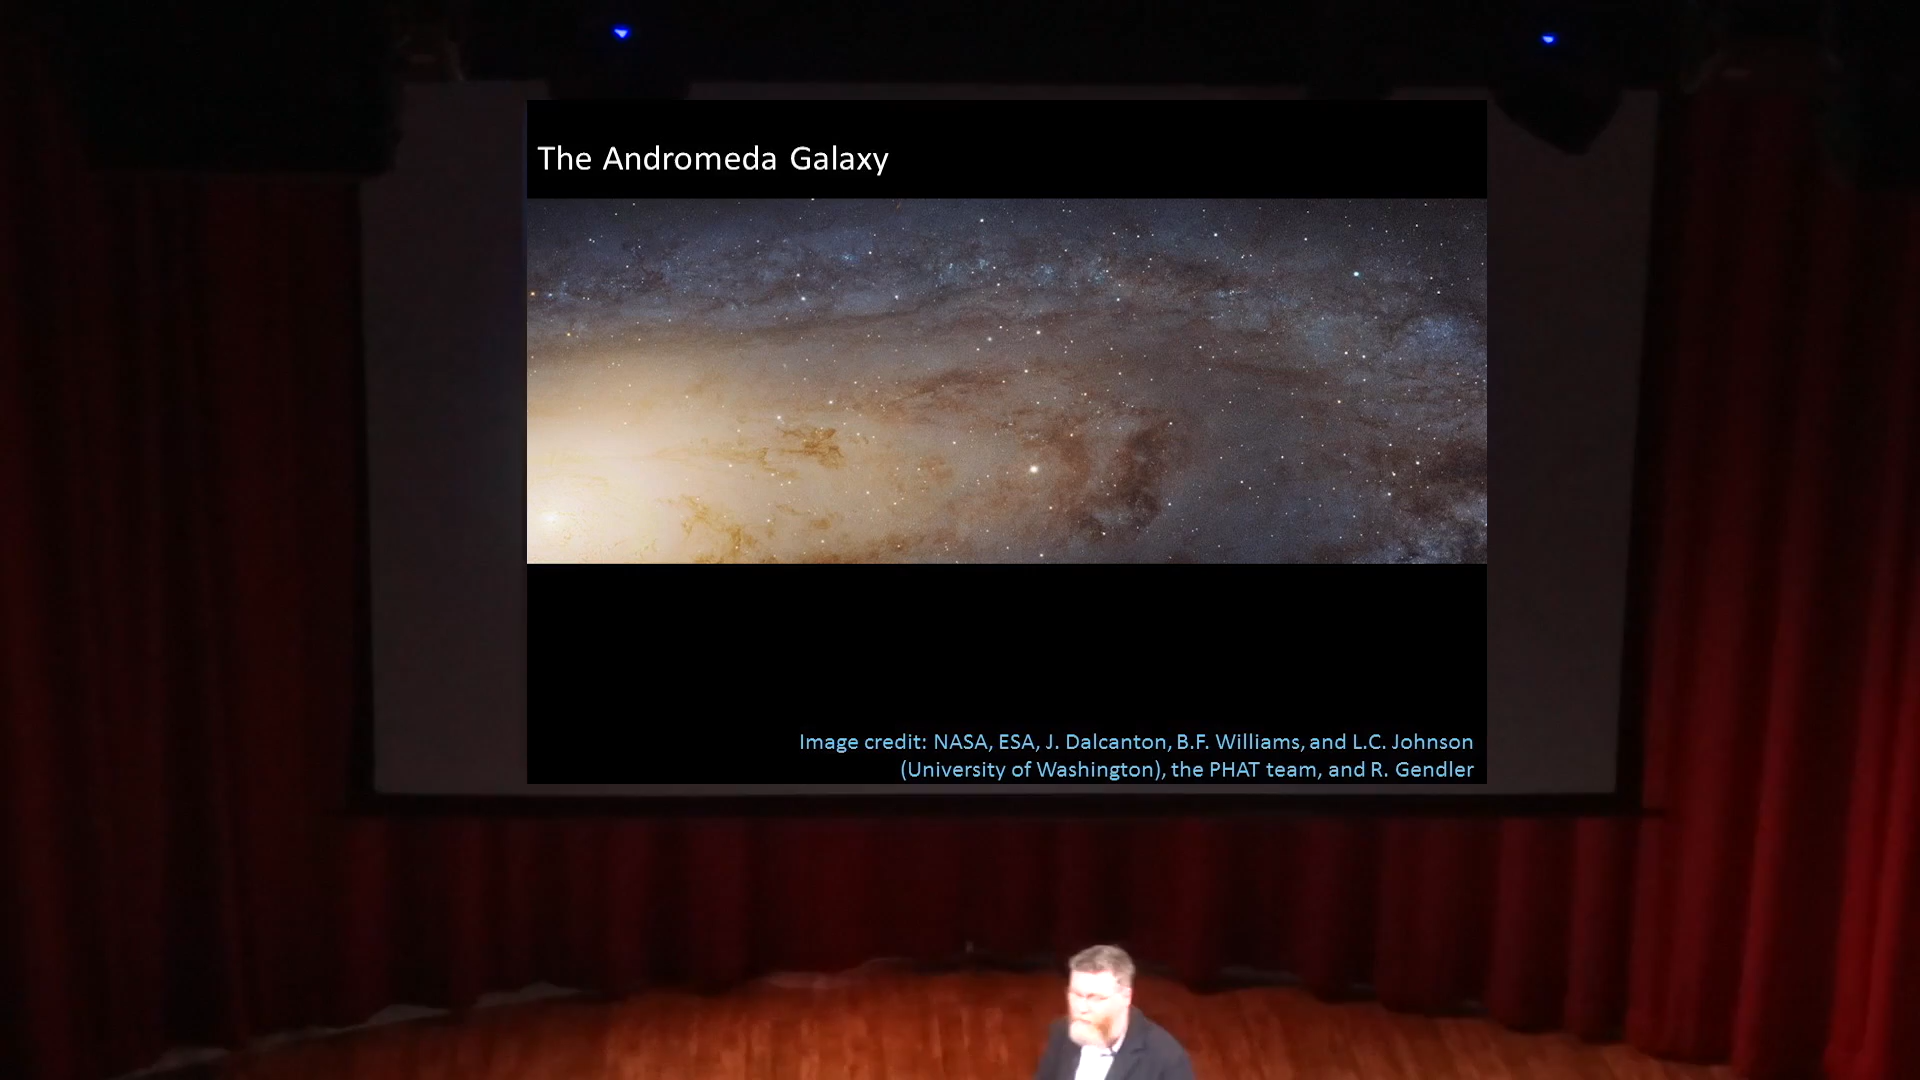 The Andromeda Galaxy
Image credit: NASA, ESA, J. Dalcanton, B.F. Williams, and L.C. Johnson
(University of Washington), the PHAT team, and R. Gendler